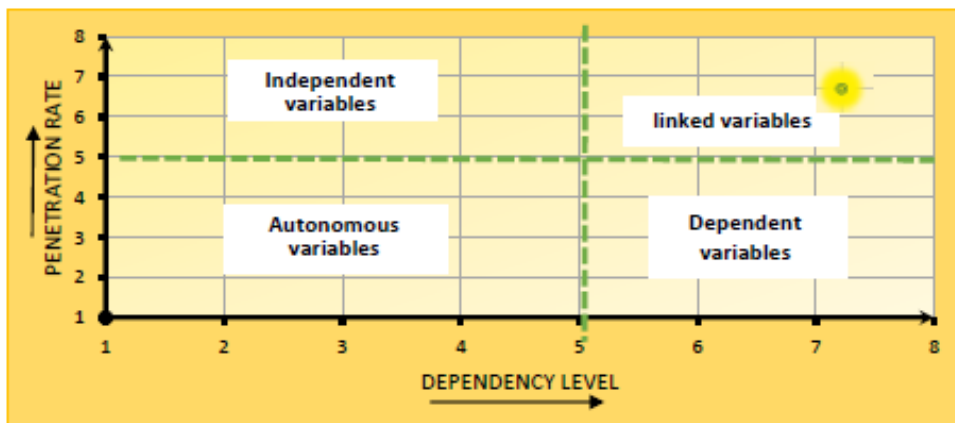 8
7
6
5
4
3
2
1
PENETRATION RATE
Independent
variables
linked variables
Autonomous
variables
Dependent
variables
1 2 3 4 5 6 7 8
DEPENDENCY LEVEL